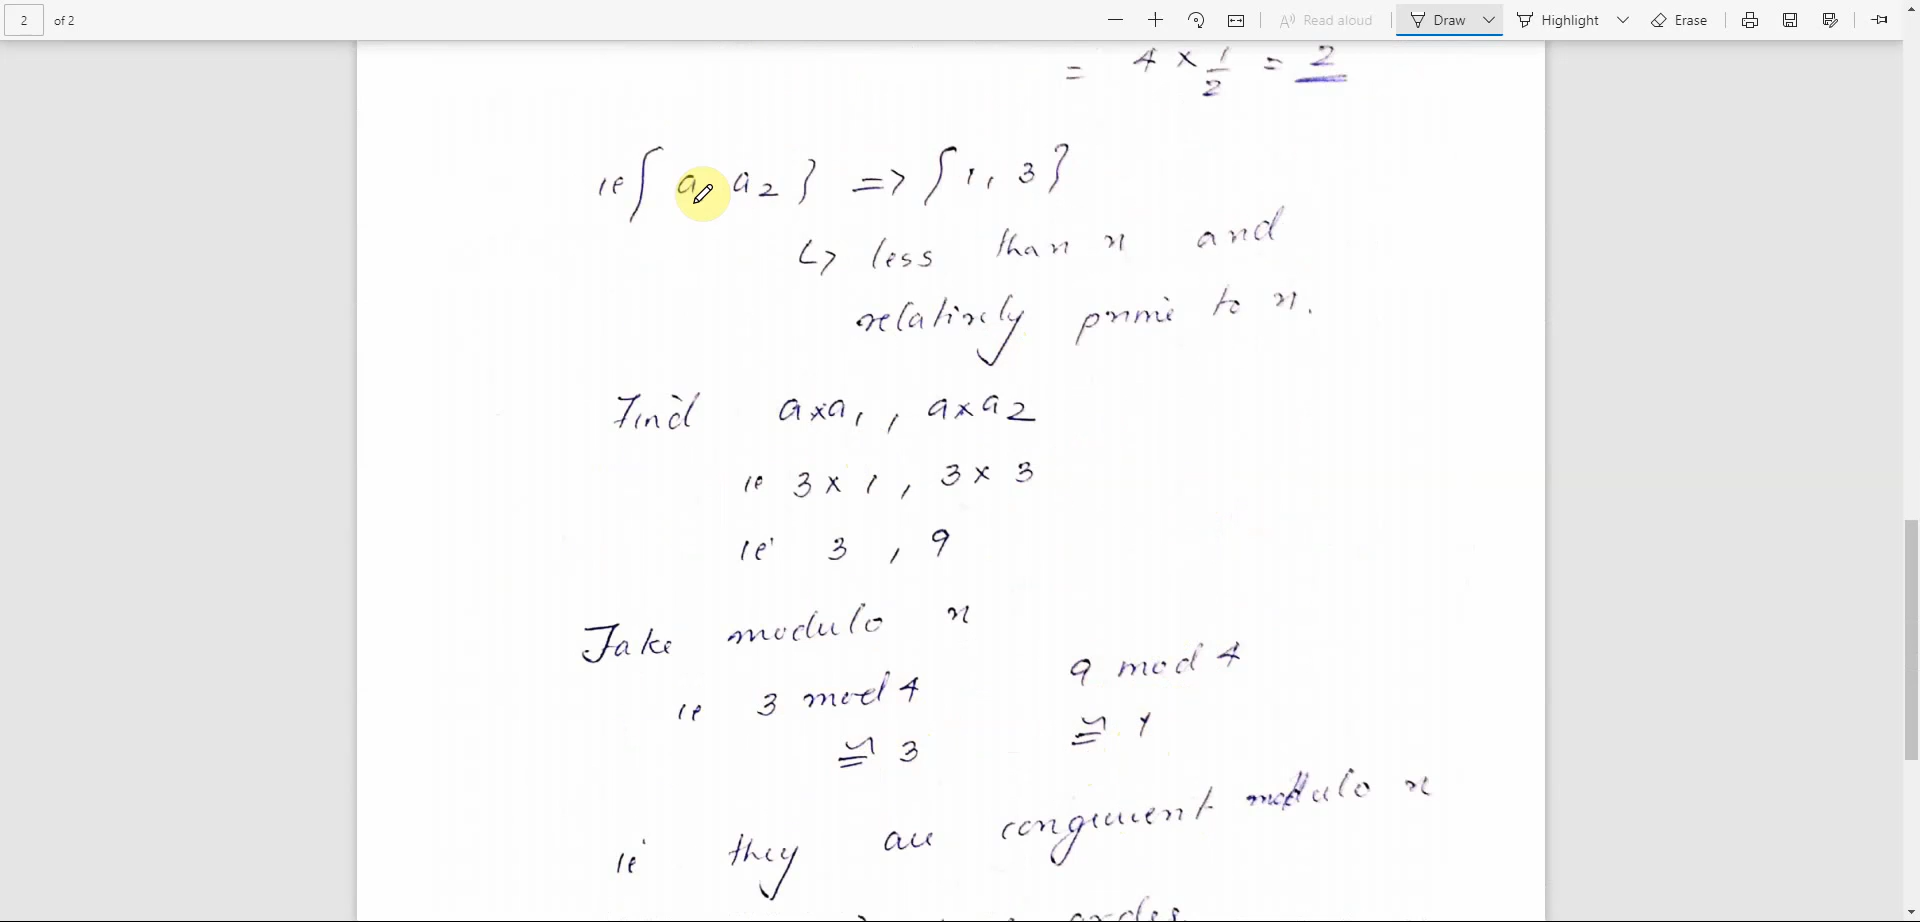 2 of 2 Read aloud Draw Highlight Erase
= 4 × 1/2 = 2
ie { a, a2 } => { 1, 3 }
↳ less than n and
relatively prime to n.
Find a×a1, a×a2
ie 3 × 1, 3 × 3
ie 3, 9
Take modulo n
ie 3 mod 4 9 mod 4
≅ 3 ≅ 1
ie they are congruent modulo n